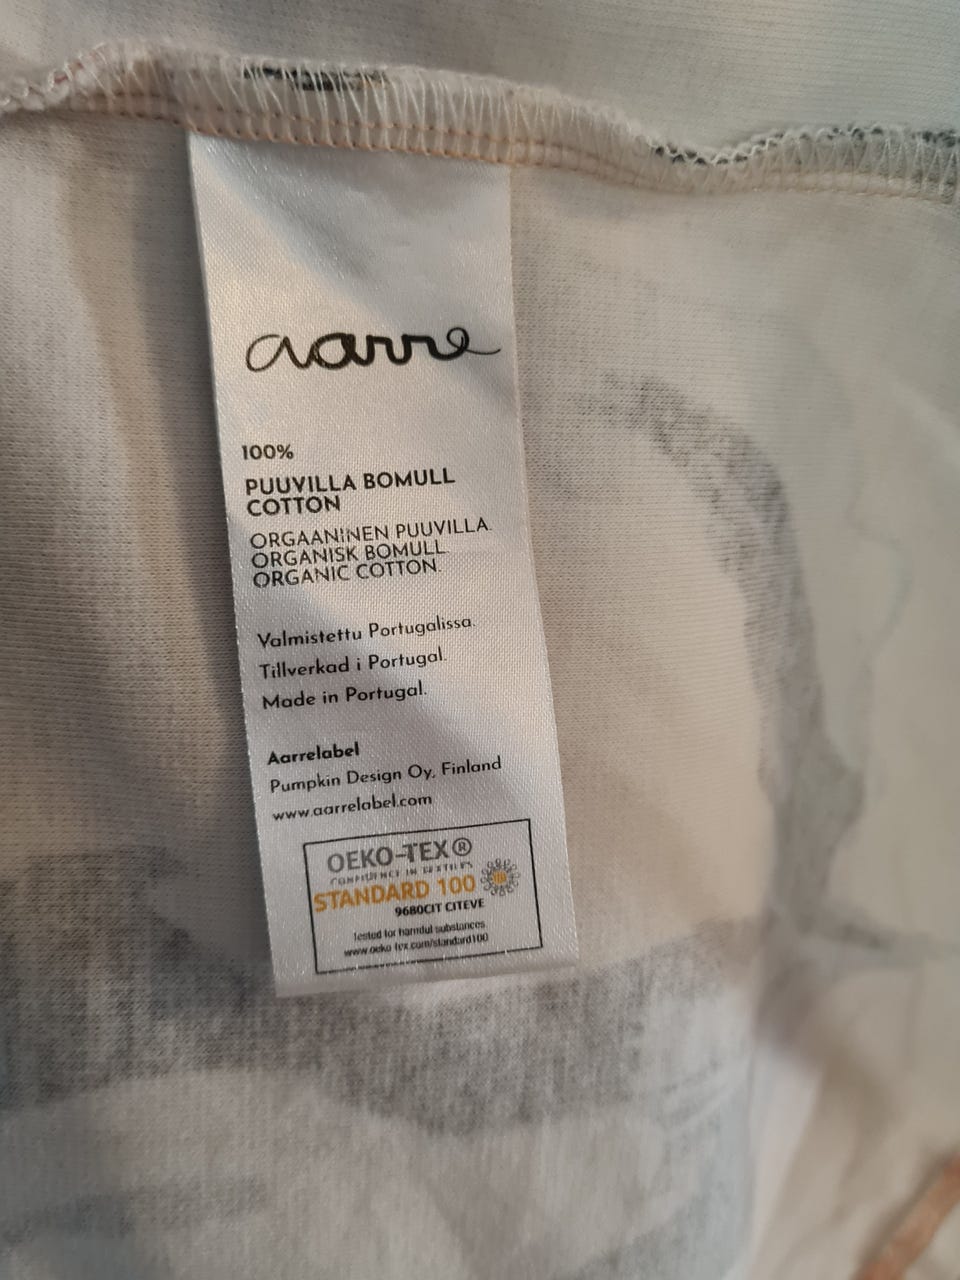 aarre
100%
PUUVILLA BOMULL
COTTON
ORGAANINEN PUUVILLA.
ORGANISK BOMULL.
ORGANIC COTTON.
Valmistettu Portugalissa.
Tillverkad i Portugal.
Made in Portugal.
Aarrelabel
Pumpkin Design Oy, Finland
www.aarrelabel.com
OEKO-TEX®
CONFIDENCE IN TEXTILES
STANDARD 100
9680CIT CITEVE
Tested for harmful substances
www.oeko-tex.com/standard100